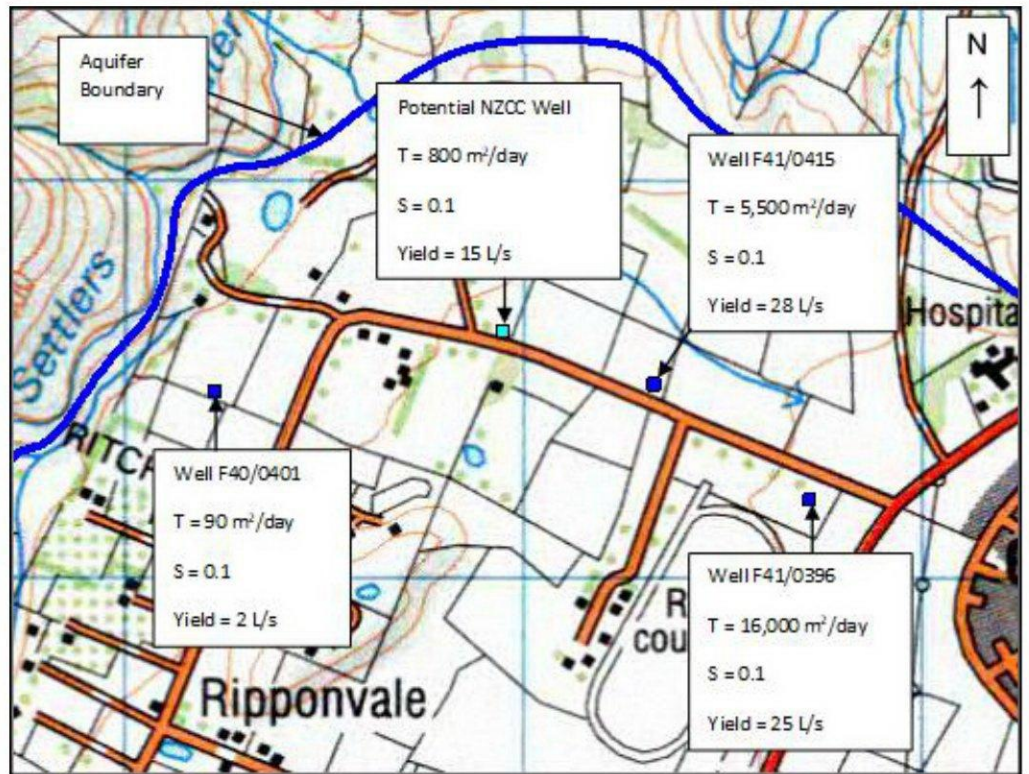 Aquifer
Boundary
Potential NZCC Well
T = 800 m²/day
S = 0.1
Yield = 15 L/s
N
Well F41/0415
T = 5,500 m²/day
S = 0.1
Yield = 28 L/s
Settlers
Hospita
RITCA
Well F40/0401
T = 90 m²/day
S = 0.1
Yield = 2 L/s
Well F41/0396
T = 16,000 m²/day
S = 0.1
Yield = 25 L/s
R
cou
Ripponvale